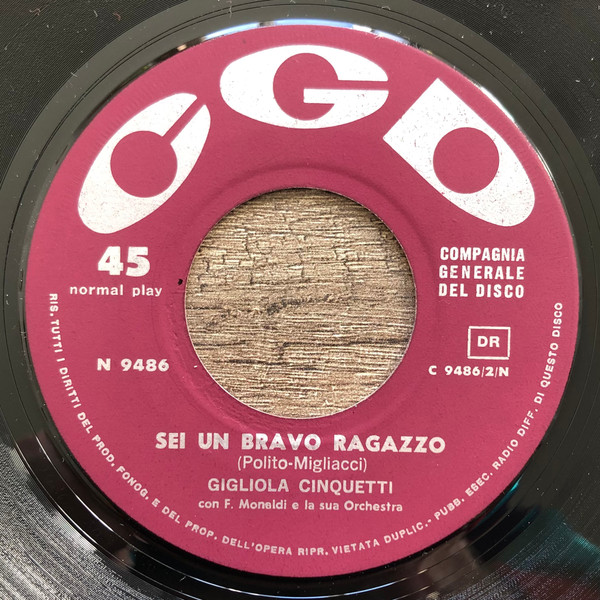 CGD
45
normal play
COMPAGNIA
GENERALE
DEL DISCO
N 9486
DR
C 9486/2/N
SEI UN BRAVO RAGAZZO
(Polito-Migliacci)
GIGLIOLA CINQUETTI
con F. Monaldi e la sua Orchestra
RIS. TUTTI I DIRITTI DEL PROD. FONOG. E DEL PROP. DELL'OPERA RIPR. VIETATA DUPLIC.- PUBB. ESEC. RADIO DIFF. DI QUESTO DISCO